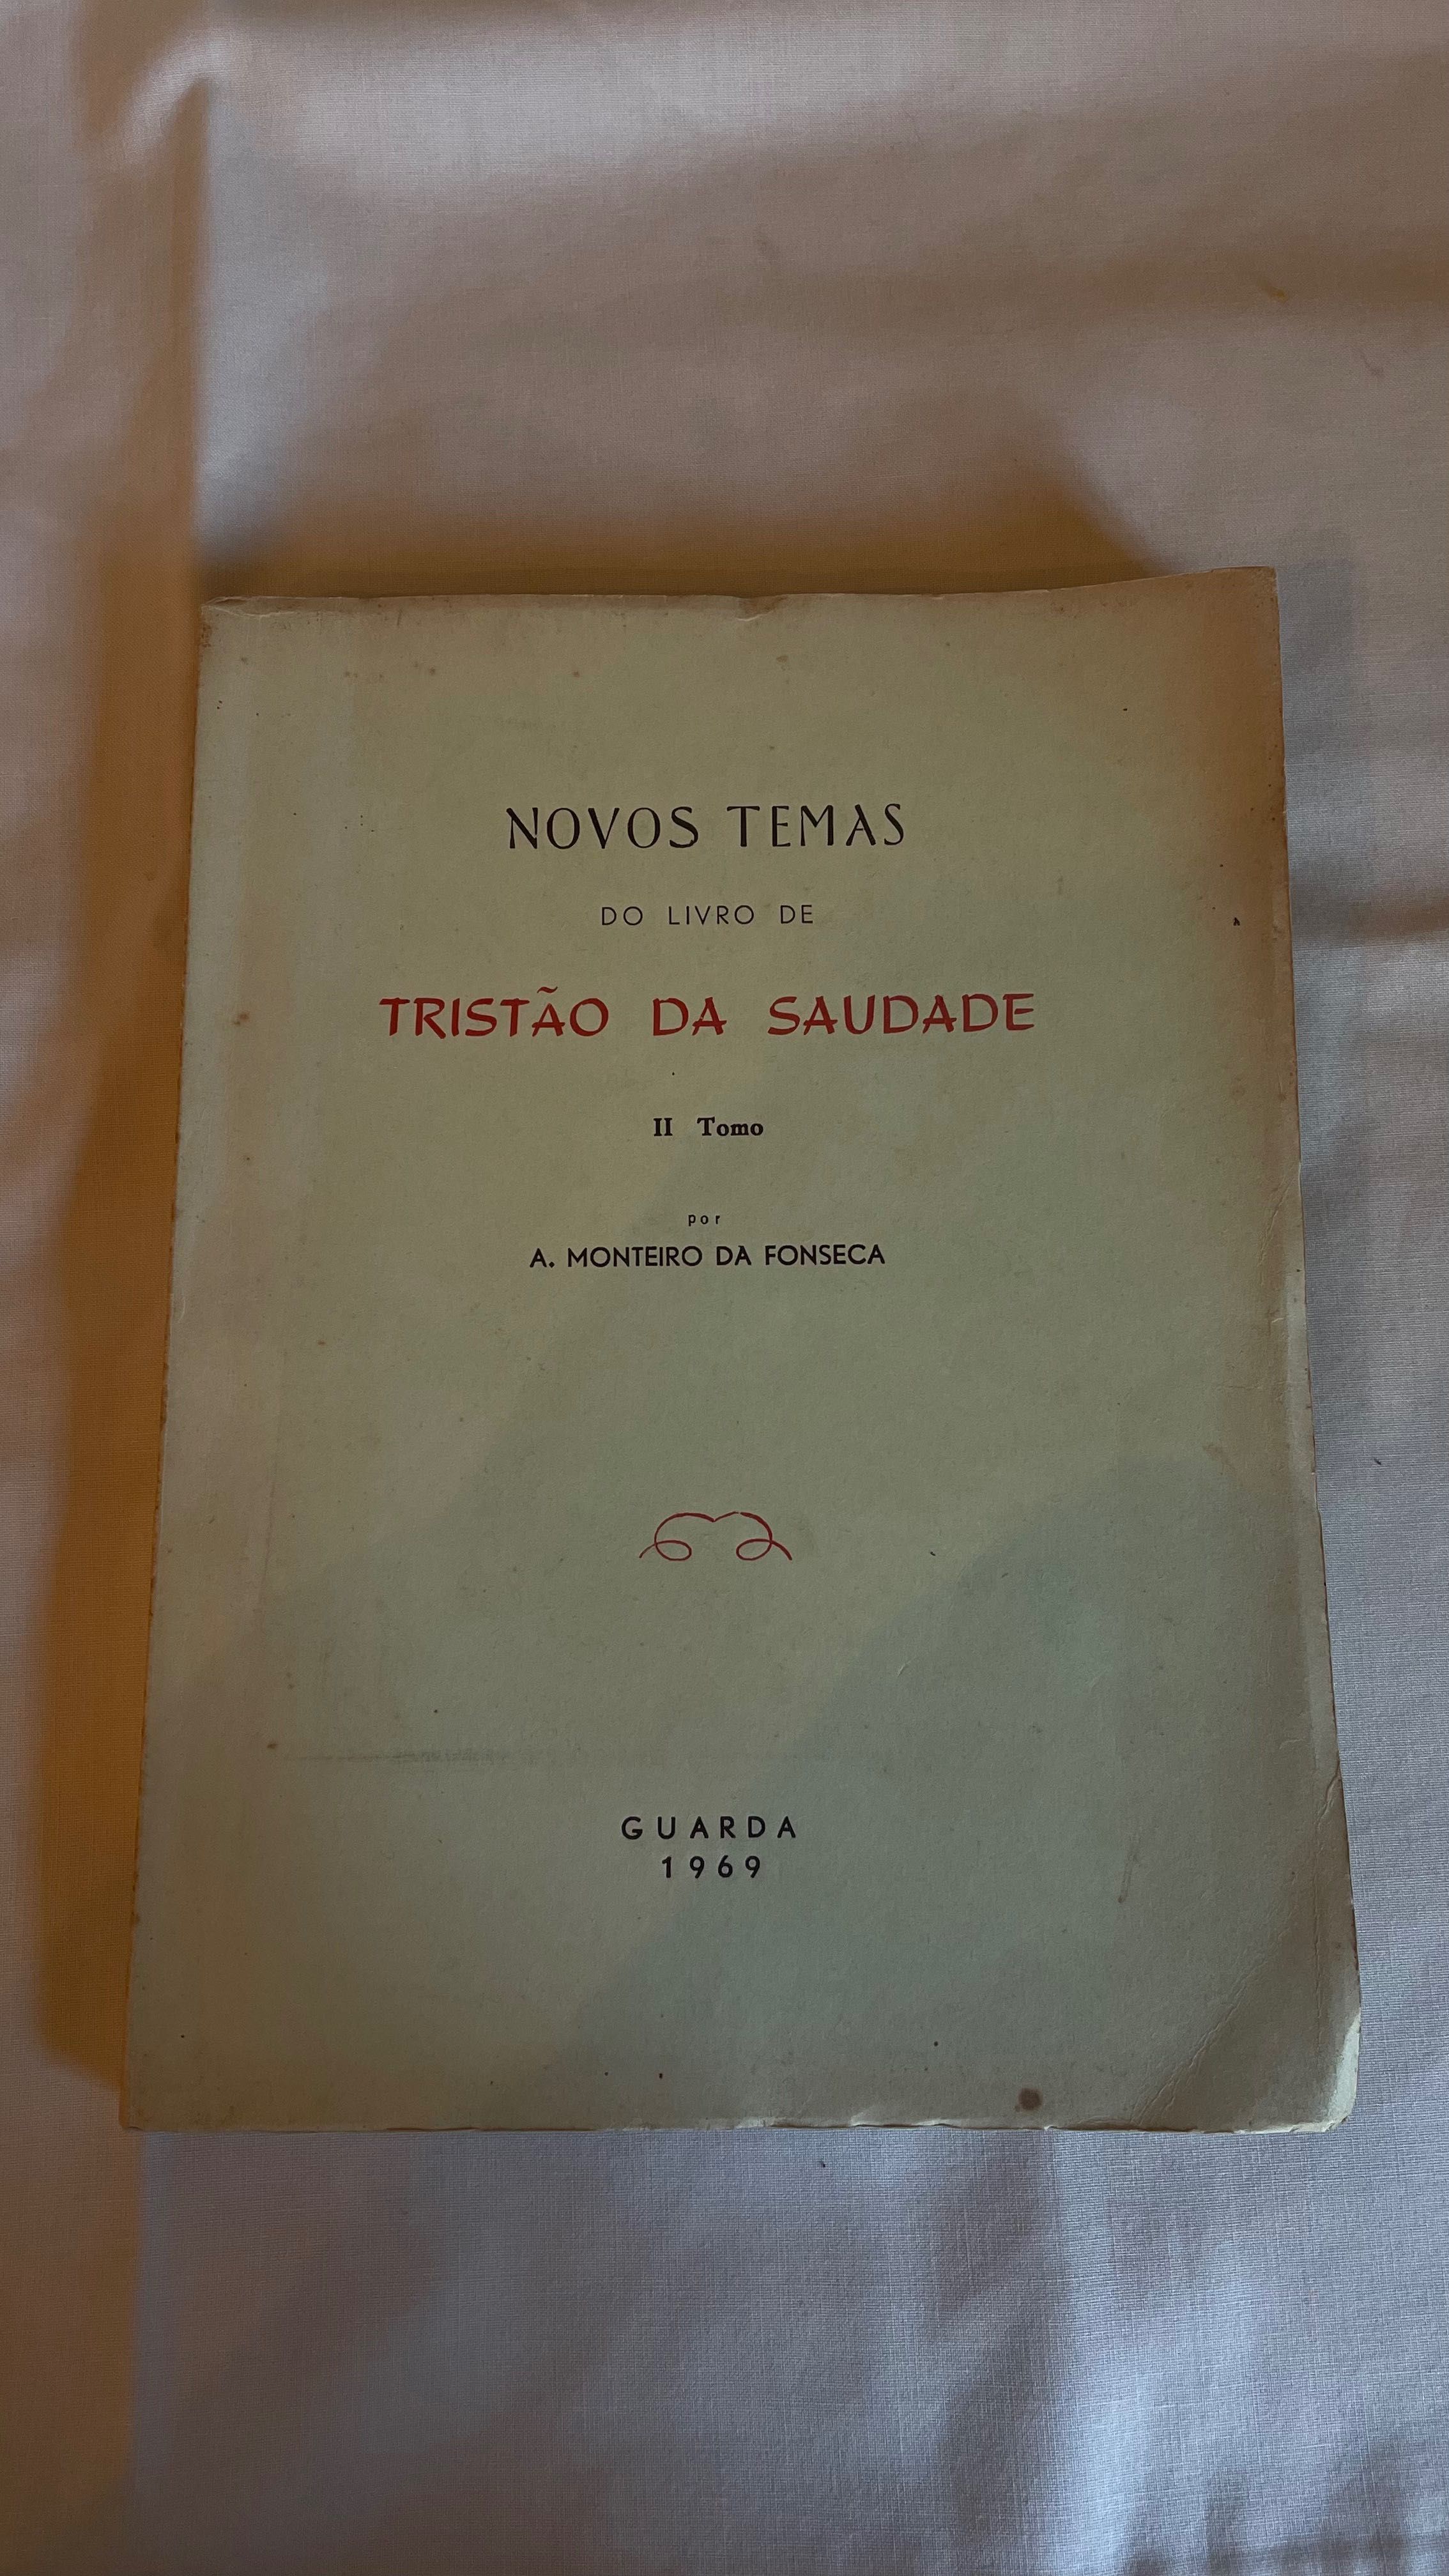 NOVOS TEMAS
DO LIVRO DE
TRISTÃO DA SAUDADE
II Tomo
por
A. MONTEIRO DA FONSECA
GUARDA
1969